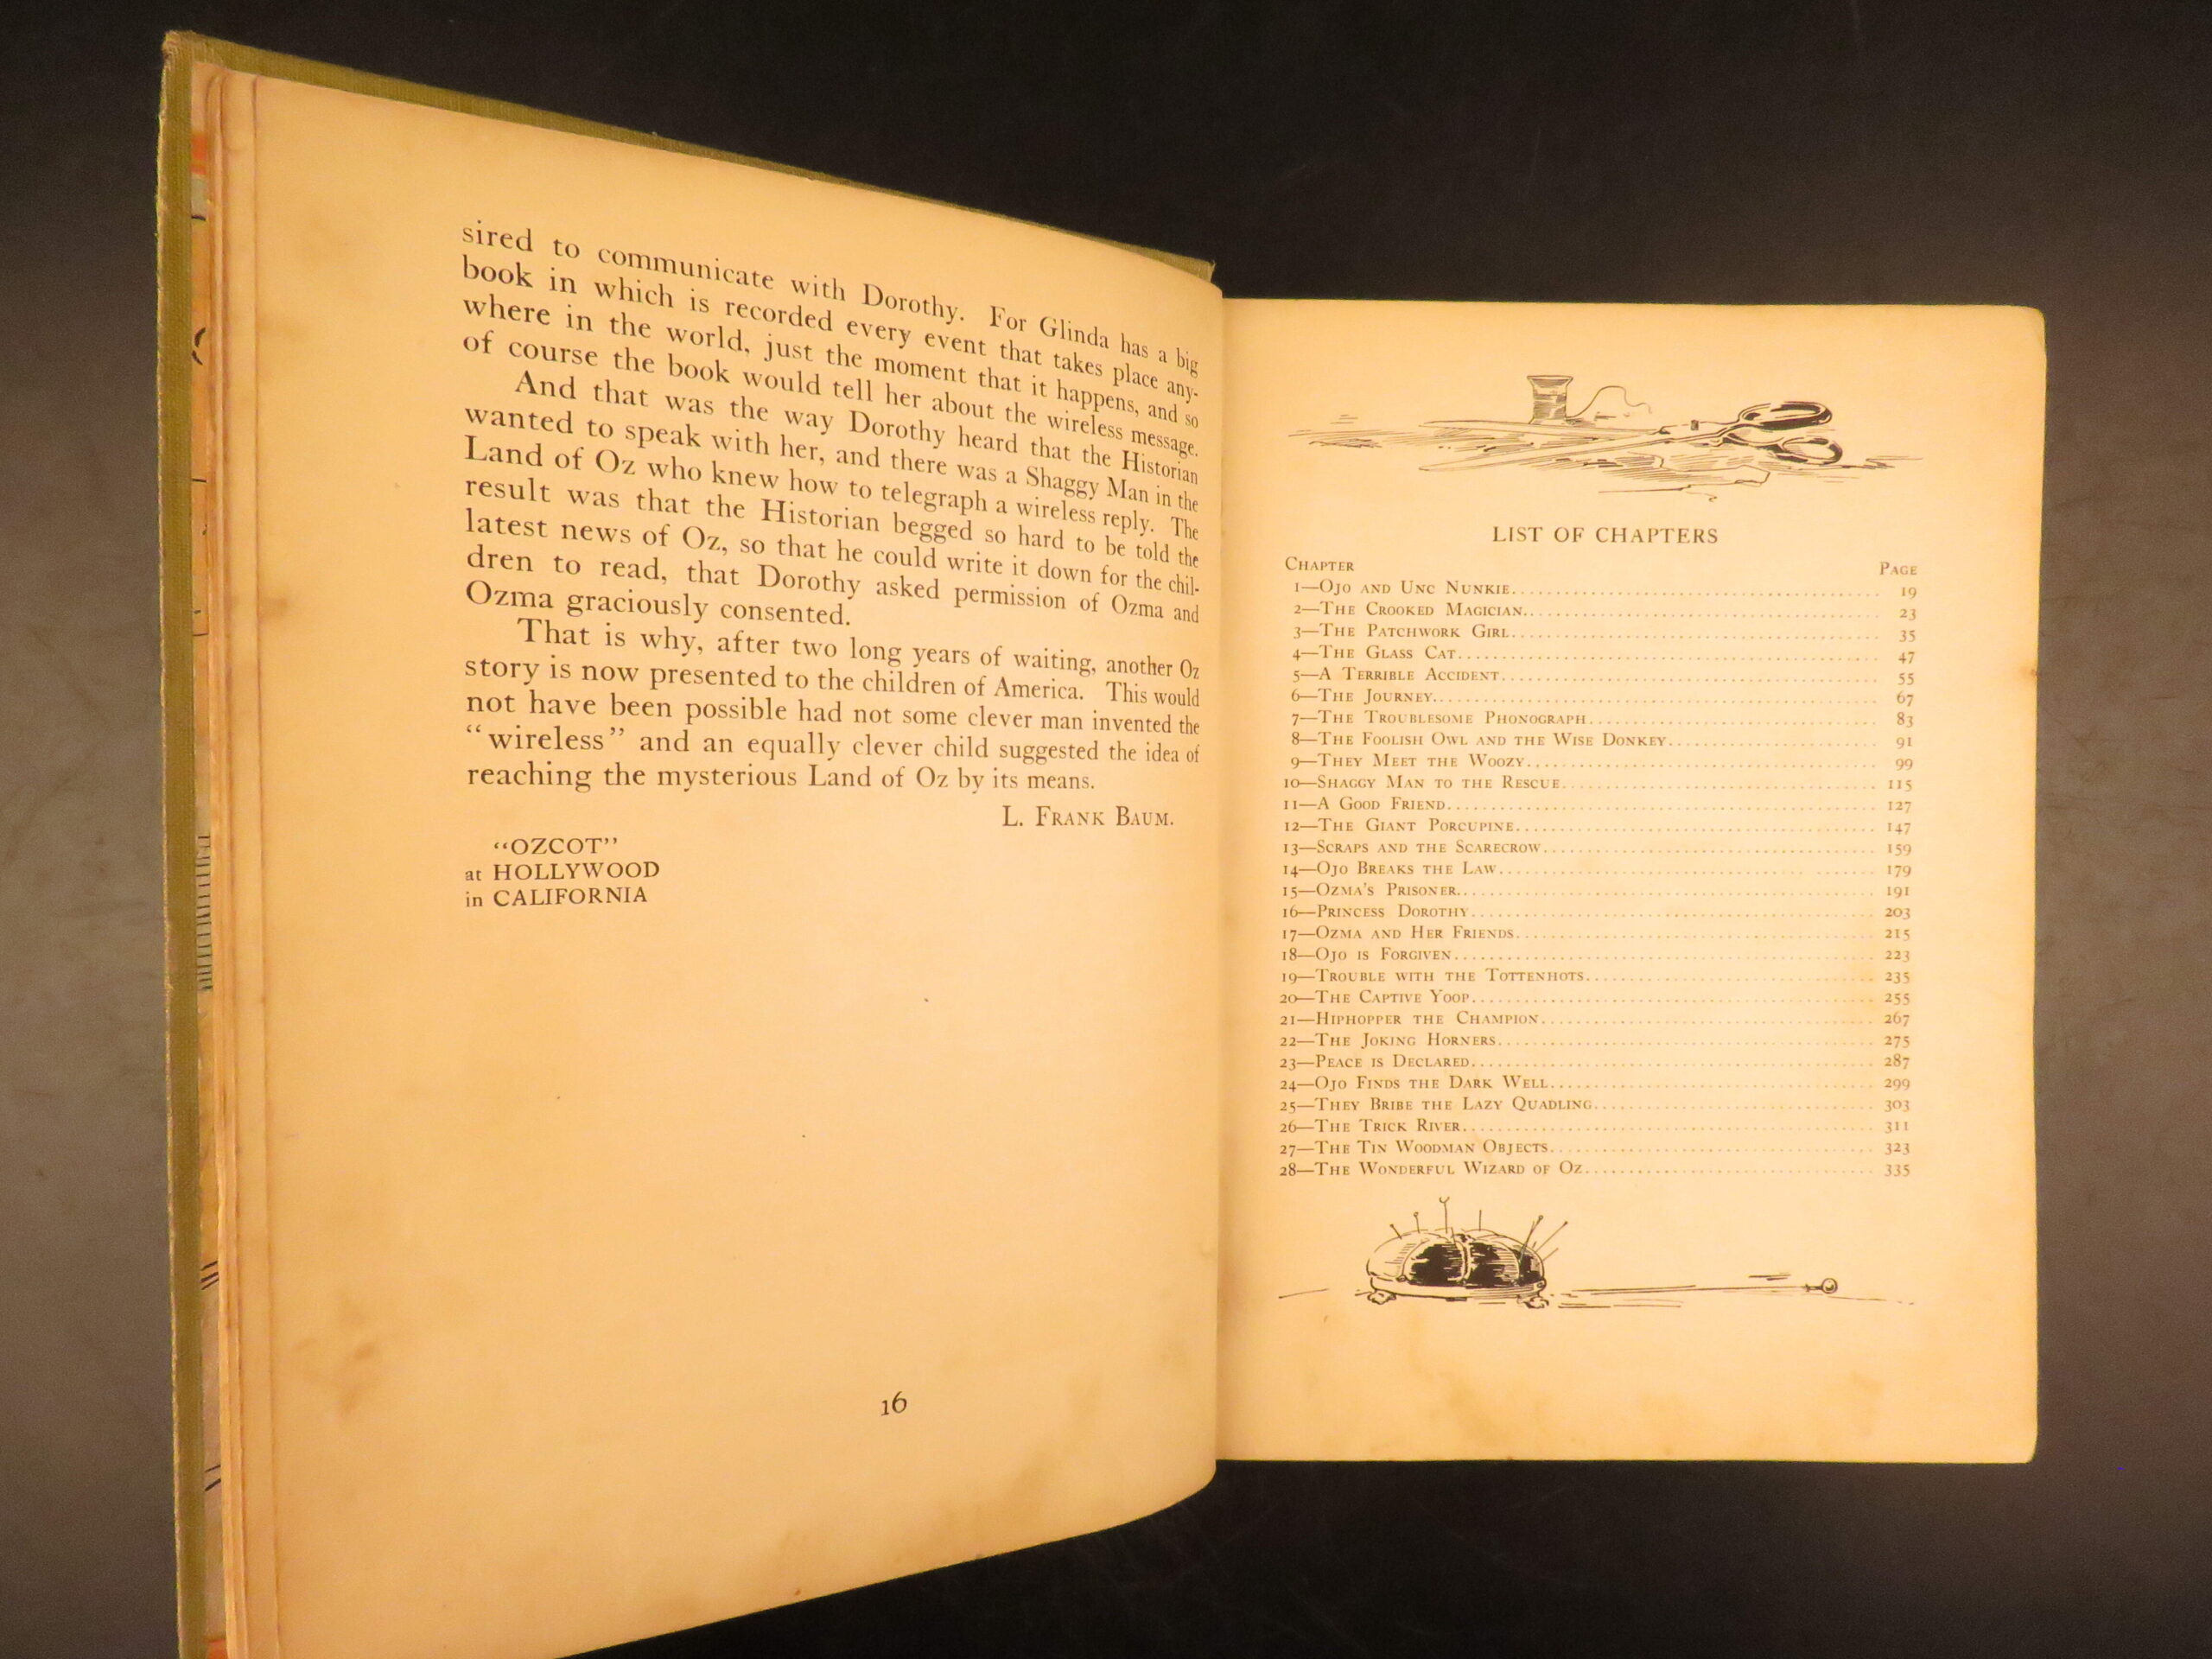 sired to communicate with Dorothy. For Glinda has a big
book in which is recorded every event that takes place any-
where in the world, just the moment that it happens, and so
of course the book would tell her about the wireless message.
And that was the way Dorothy heard that the Historian
wanted to speak with her, and there was a Shaggy Man in the
Land of Oz who knew how to telegraph a wireless reply. The
result was that the Historian begged so hard to be told the
latest news of Oz, so that he could write it down for the chil-
dren to read, that Dorothy asked permission of Ozma and
Ozma graciously consented.
That is why, after two long years of waiting, another Oz
story is now presented to the children of America. This would
not have been possible had not some clever man invented the
“wireless” and an equally clever child suggested the idea of
reaching the mysterious Land of Oz by its means.
L. Frank Baum.
“OZCOT”
at HOLLYWOOD
in CALIFORNIA
16
LIST OF CHAPTERS
Chapter Page
1—Ojo and Unc Nunkie 19
2—The Crooked Magician 23
3—The Patchwork Girl 35
4—The Glass Cat 47
5—A Terrible Accident 55
6—The Journey 67
7—The Troublesome Phonograph 83
8—The Foolish Owl and the Wise Donkey 91
9—They Meet the Woozy 99
10—Shaggy Man to the Rescue 115
11—A Good Friend 127
12—The Giant Porcupine 147
13—Scraps and the Scarecrow 159
14—Ojo Breaks the Law 179
15—Ozma's Prisoner 191
16—Princess Dorothy 203
17—Ozma and Her Friends 215
18—Ojo is Forgiven 223
19—Trouble with the Tottenhots 235
20—The Captive Yoop 255
21—Hiphopper the Champion 267
22—The Joking Horners 275
23—Peace is Declared 287
24—Ojo Finds the Dark Well 299
25—They Bribe the Lazy Quadling 303
26—The Trick River 311
27—The Tin Woodman Objects 323
28—The Wonderful Wizard of Oz 335